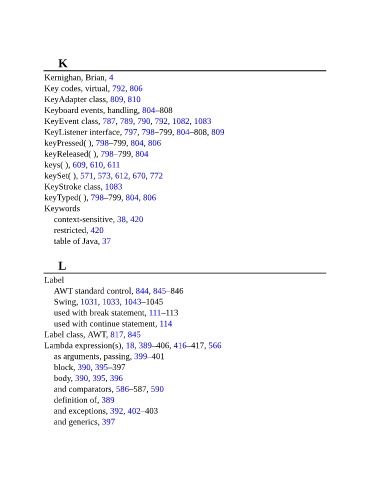 K
Kernighan, Brian, 4
Key codes, virtual, 792, 806
KeyAdapter class, 809, 810
Keyboard events, handling, 804–808
KeyEvent class, 787, 789, 790, 792, 1082, 1083
KeyListener interface, 797, 798–799, 804–808, 809
keyPressed( ), 798–799, 804, 806
keyReleased( ), 798–799, 804
keys( ), 609, 610, 611
keySet( ), 571, 573, 612, 670, 772
KeyStroke class, 1083
keyTyped( ), 798–799, 804, 806
Keywords
context-sensitive, 38, 420
restricted, 420
table of Java, 37
L
Label
AWT standard control, 844, 845–846
Swing, 1031, 1033, 1043–1045
used with break statement, 111–113
used with continue statement, 114
Label class, AWT, 817, 845
Lambda expression(s), 18, 389–406, 416–417, 566
as arguments, passing, 399–401
block, 390, 395–397
body, 390, 395, 396
and comparators, 586–587, 590
definition of, 389
and exceptions, 392, 402–403
and generics, 397